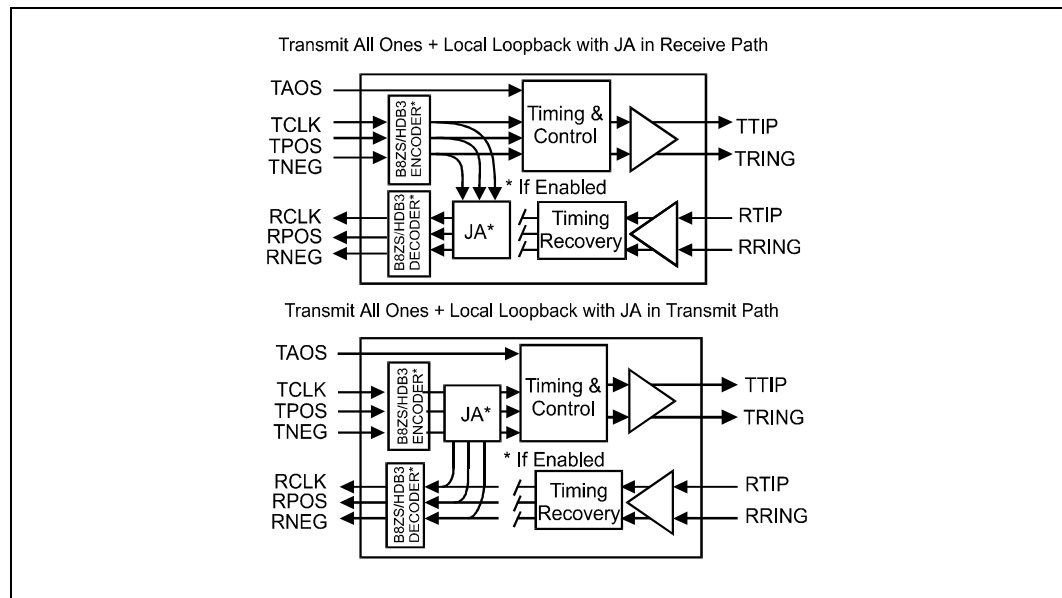 Transmit All Ones + Local Loopback with JA in Receive Path
TAOS
TCLK
TPOS
TNEG
B8ZS/HDB3
ENCODER*
Timing &
Control
TTIP
TRING
* If Enabled
RCLK
RPOS
RNEG
B8ZS/HDB3
DECODER*
JA*
Timing
Recovery
RTIP
RRING
Transmit All Ones + Local Loopback with JA in Transmit Path
TAOS
TCLK
TPOS
TNEG
B8ZS/HDB3
ENCODER*
JA*
Timing &
Control
TTIP
TRING
* If Enabled
RCLK
RPOS
RNEG
B8ZS/HDB3
DECODER*
Timing
Recovery
RTIP
RRING